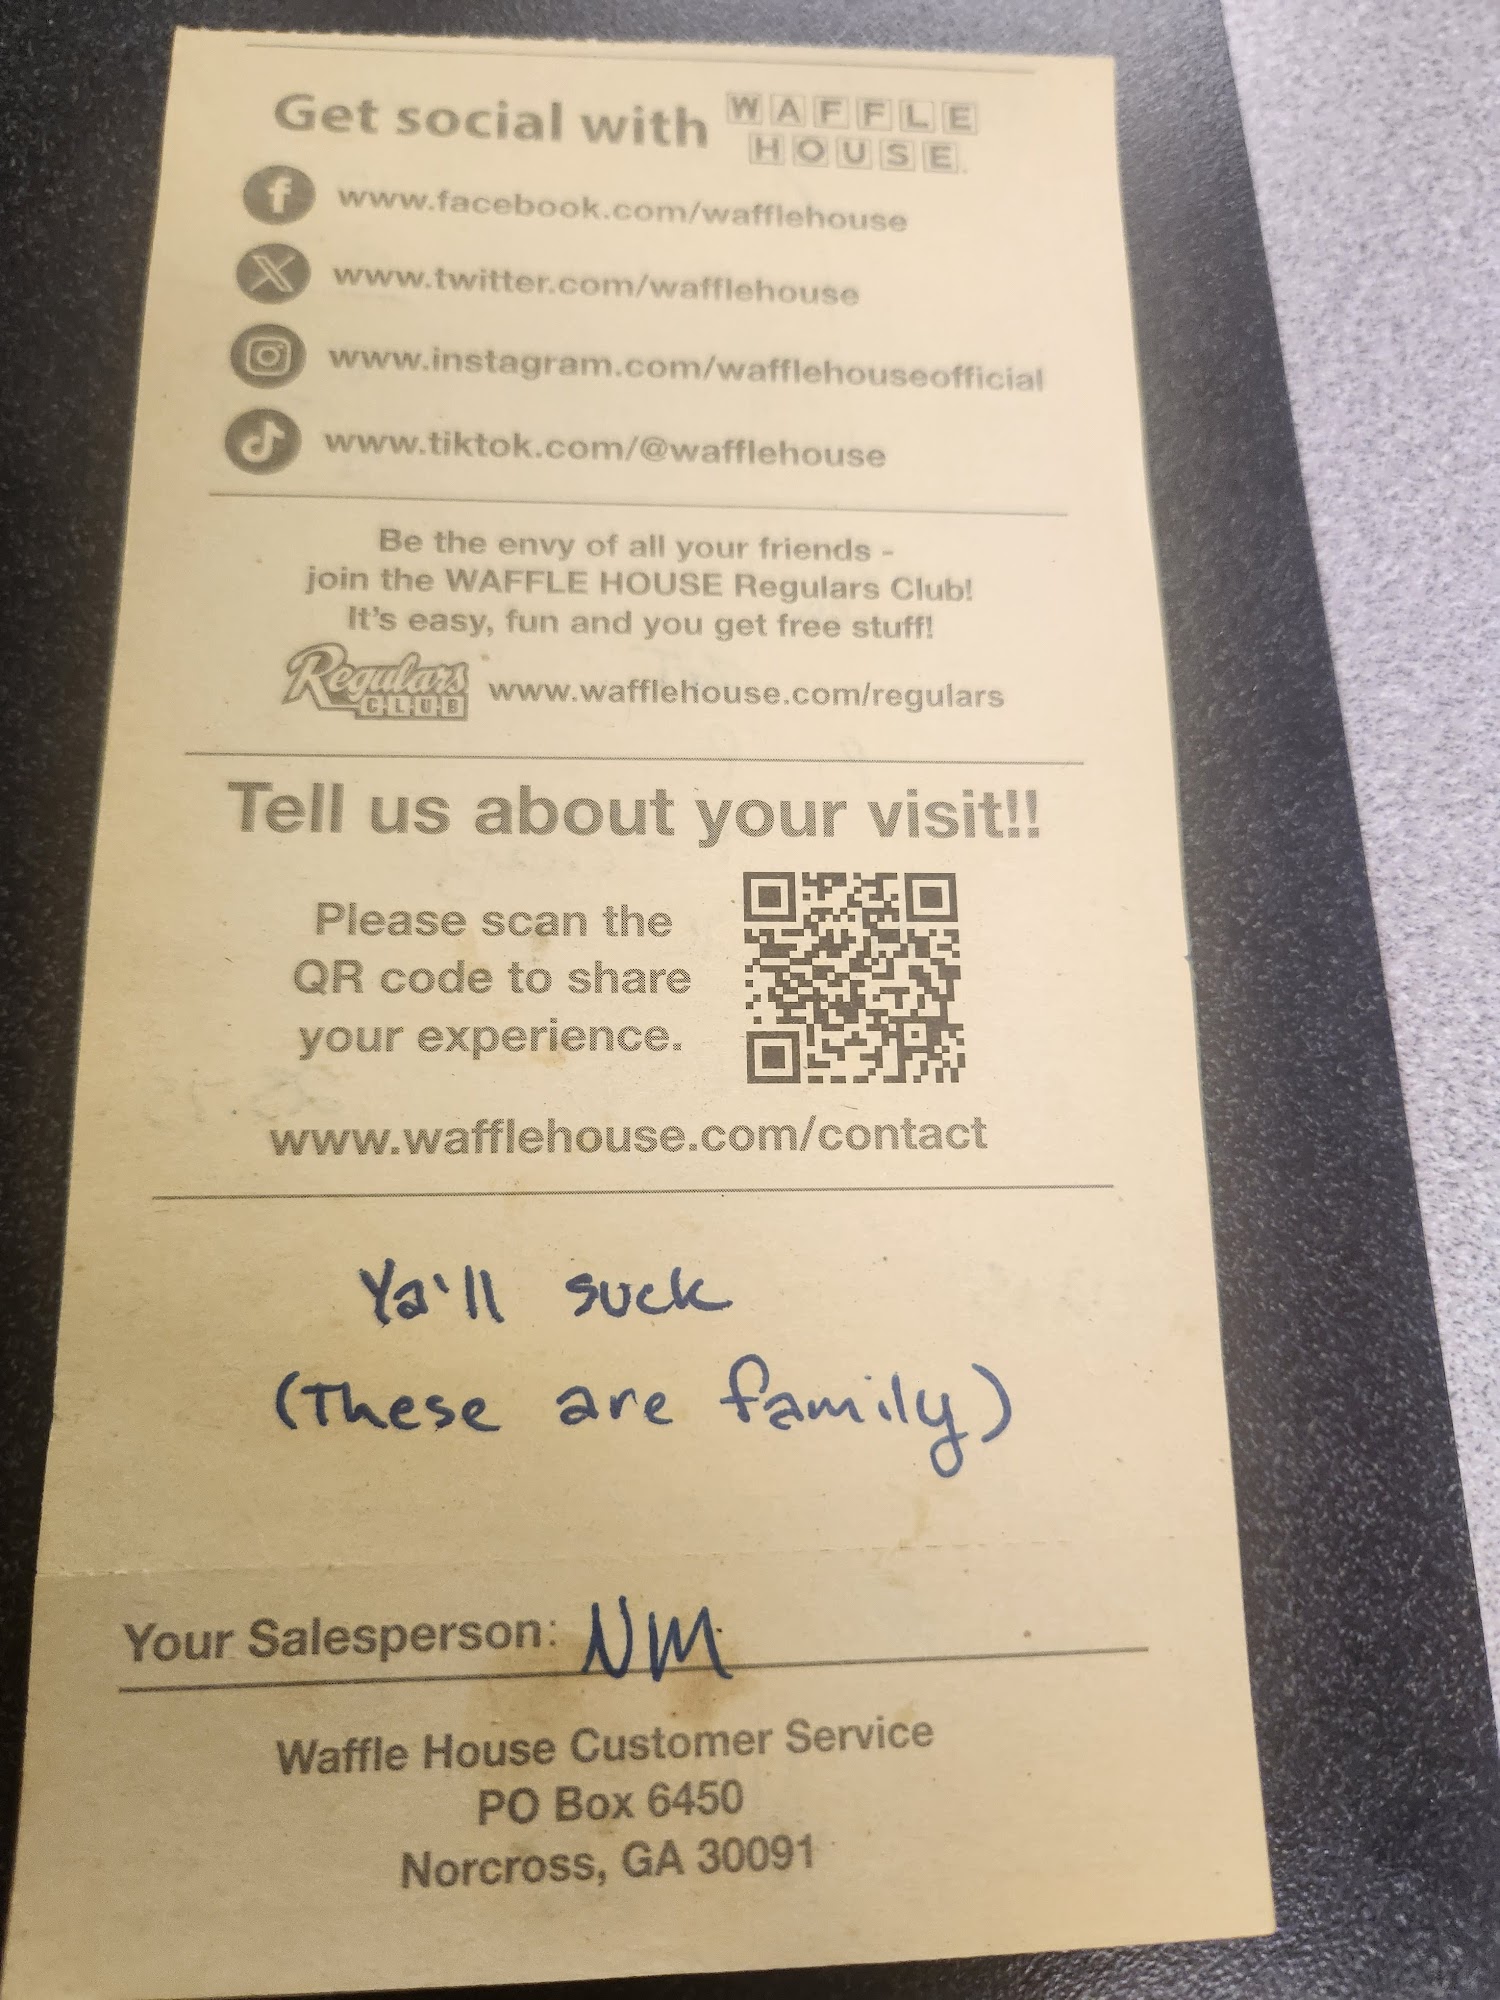 Get social with WAFFLE HOUSE
www.facebook.com/wafflehouse
www.twitter.com/wafflehouse
www.instagram.com/wafflehouseofficial
www.tiktok.com/@wafflehouse
Be the envy of all your friends -
join the WAFFLE HOUSE Regulars Club!
It's easy, fun and you get free stuff!
Regulars CLUB www.wafflehouse.com/regulars
Tell us about your visit!!
Please scan the
QR code to share
your experience.
www.wafflehouse.com/contact
Ya'll suck
(These are family)
Your Salesperson: NM
Waffle House Customer Service
PO Box 6450
Norcross, GA 30091